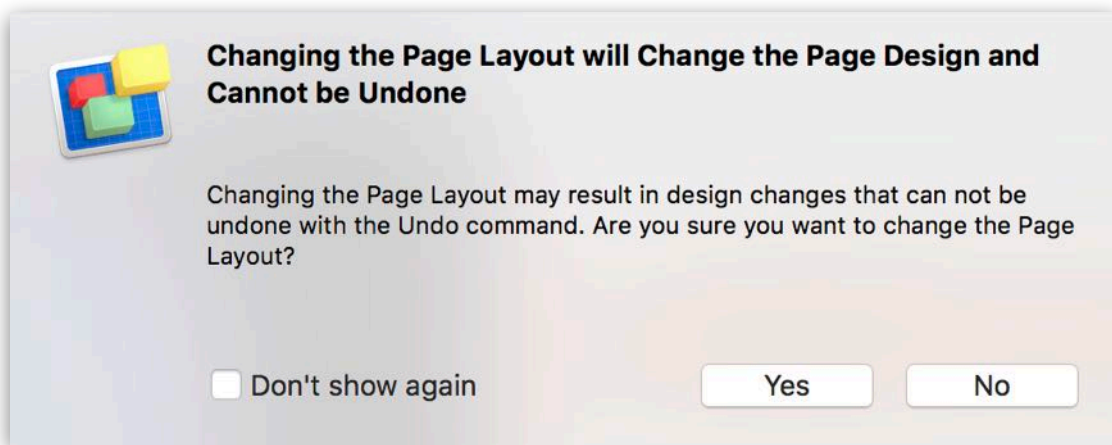 Changing the Page Layout will Change the Page Design and
Cannot be Undone
Changing the Page Layout may result in design changes that can not be
undone with the Undo command. Are you sure you want to change the Page
Layout?
Don't show again
Yes
No